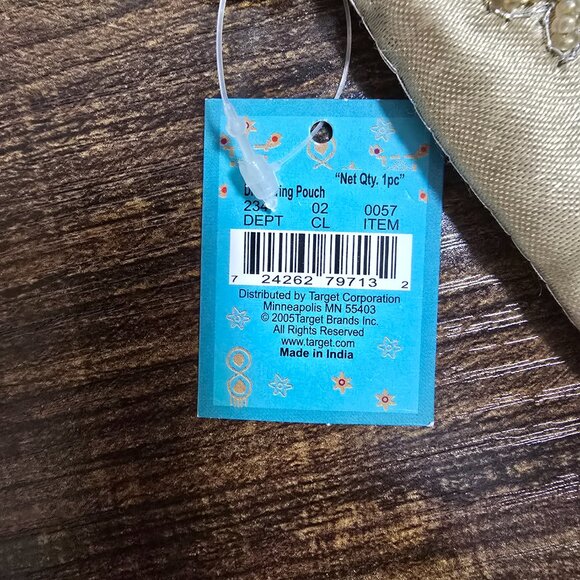 "Net Qty. 1pc"
Pouch
02 0057
DEPT CL ITEM
7 24262 79713 2
Distributed by Target Corporation
Minneapolis MN 55403
© 2005Target Brands Inc.
All Rights Reserved
www.target.com
Made in India